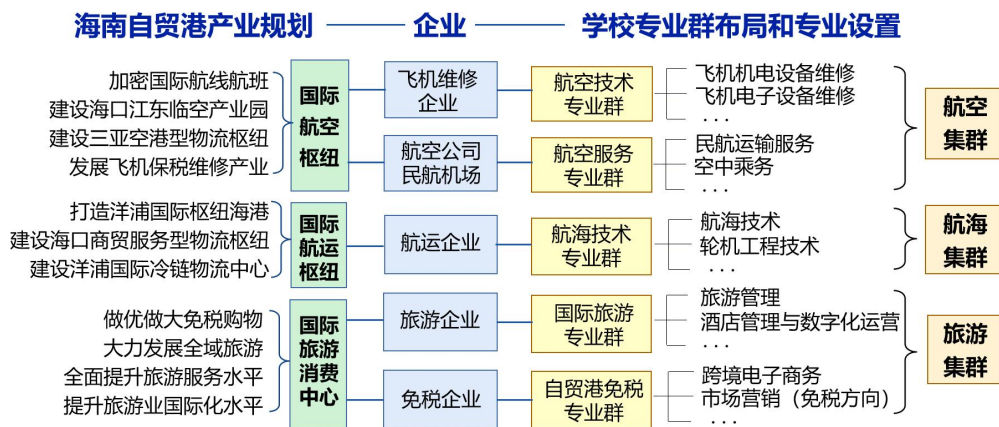 海南自贸港产业规划
企业
学校专业群布局和专业设置
加密国际航线航班
建设海口江东临空产业园
建设三亚空港型物流枢纽
发展飞机保税维修产业
国际
航空
枢纽
飞机维修
企业
航空技术
专业群
飞机机电设备维修
飞机电子设备维修
...
航空公司
民航机场
航空服务
专业群
民航运输服务
空中乘务
...
航空
集群
打造洋浦国际枢纽海港
建设海口商贸服务型物流枢纽
建设洋浦国际冷链物流中心
国际
航运
枢纽
航运企业
航海技术
专业群
航海技术
轮机工程技术
...
航海
集群
做优做大免税购物
大力发展全域旅游
全面提升旅游服务水平
提升旅游业国际化水平
国际
旅游
消费
中心
旅游企业
国际旅游
专业群
旅游管理
酒店管理与数字化运营
...
免税企业
自贸港免税
专业群
跨境电子商务
市场营销（免税方向）
...
旅游
集群